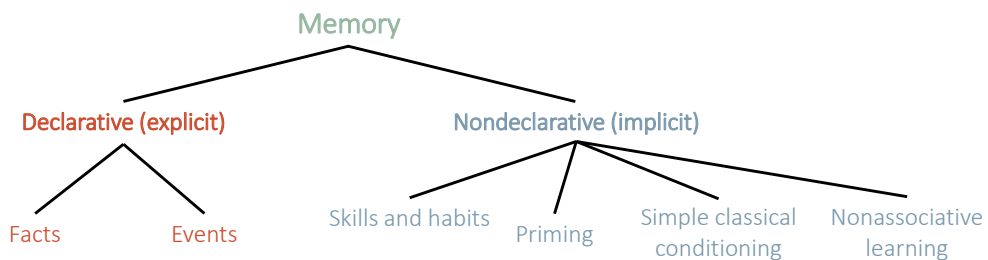 Memory
Declarative (explicit)
Nondeclarative (implicit)
Facts
Events
Skills and habits
Priming
Simple classical
conditioning
Nonassociative
learning